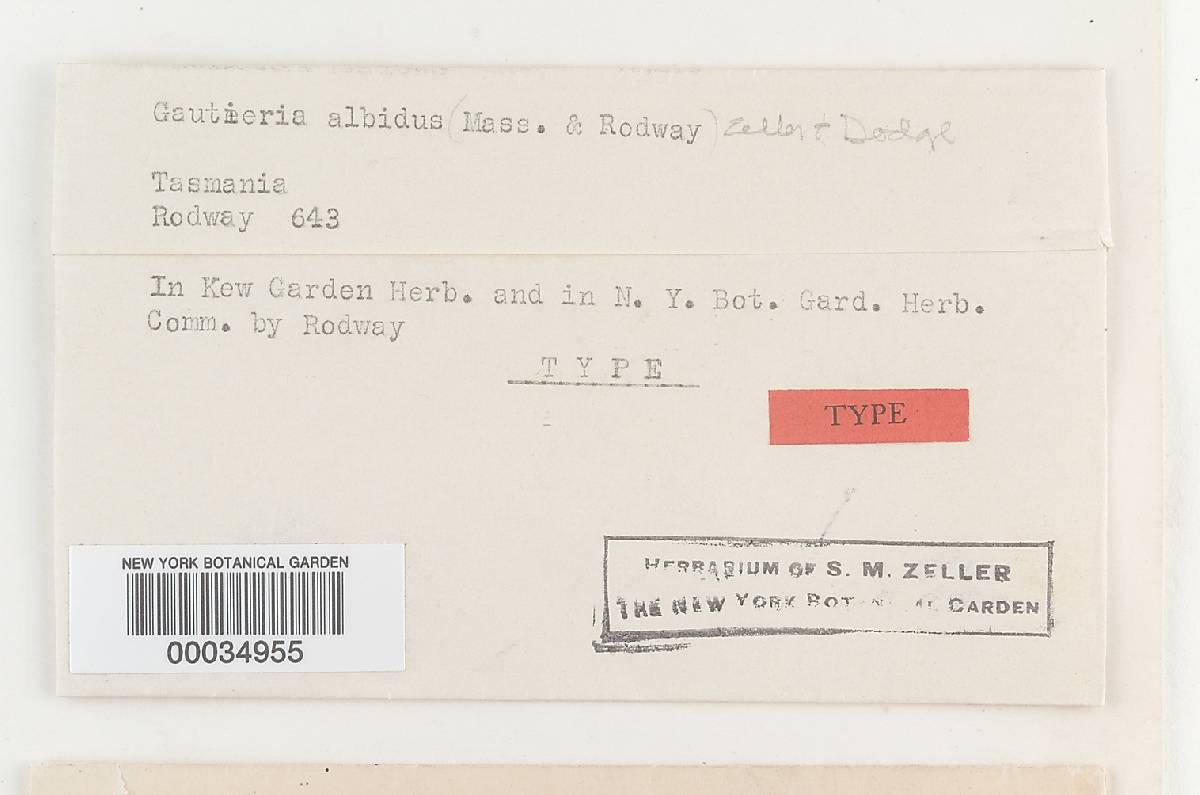 Gautieria albidus (Mass. & Rodway) Zeller + Dodge
Tasmania
Rodway 643
In Kew Garden Herb. and in N. Y. Bot. Gard. Herb.
Comm. by Rodway
TYPE
TYPE
HERBARIUM OF S. M. ZELLER
THE NEW YORK BOTANICAL GARDEN
NEW YORK BOTANICAL GARDEN
00034955